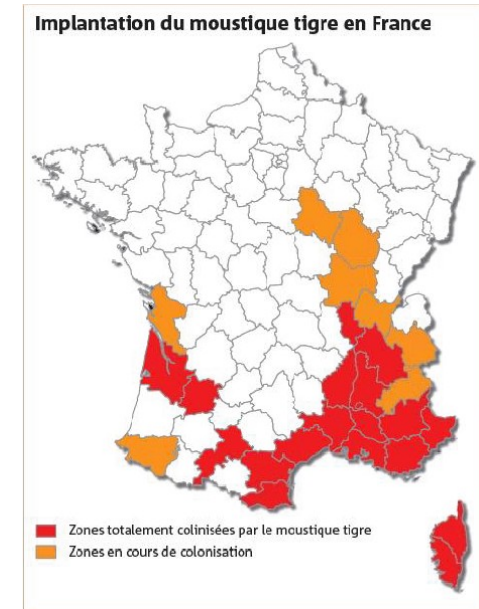 Implantation du moustique tigre en France
Zones totalement colinisées par le moustique tigre
Zones en cours de colonisation